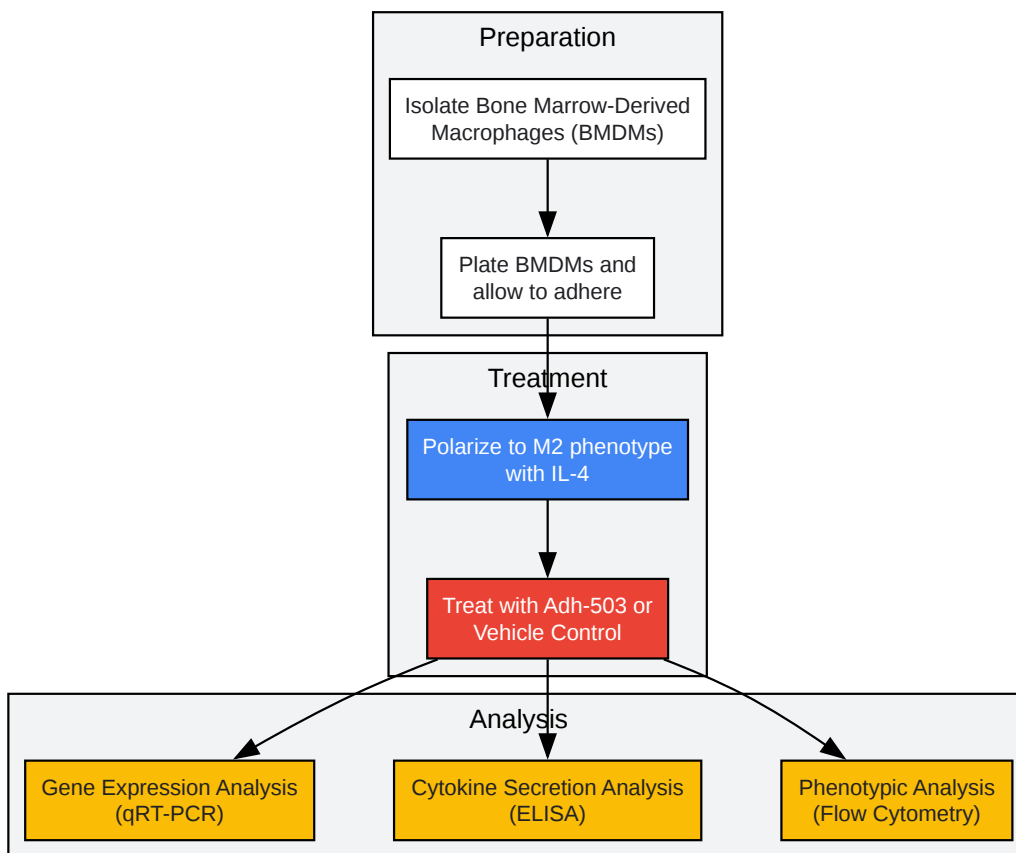 Preparation
Isolate Bone Marrow-Derived
Macrophages (BMDMs)
Plate BMDMs and
allow to adhere
Treatment
Polarize to M2 phenotype
with IL-4
Treat with Adh-503 or
Vehicle Control
Analysis
Gene Expression Analysis
(qRT-PCR)
Cytokine Secretion Analysis
(ELISA)
Phenotypic Analysis
(Flow Cytometry)